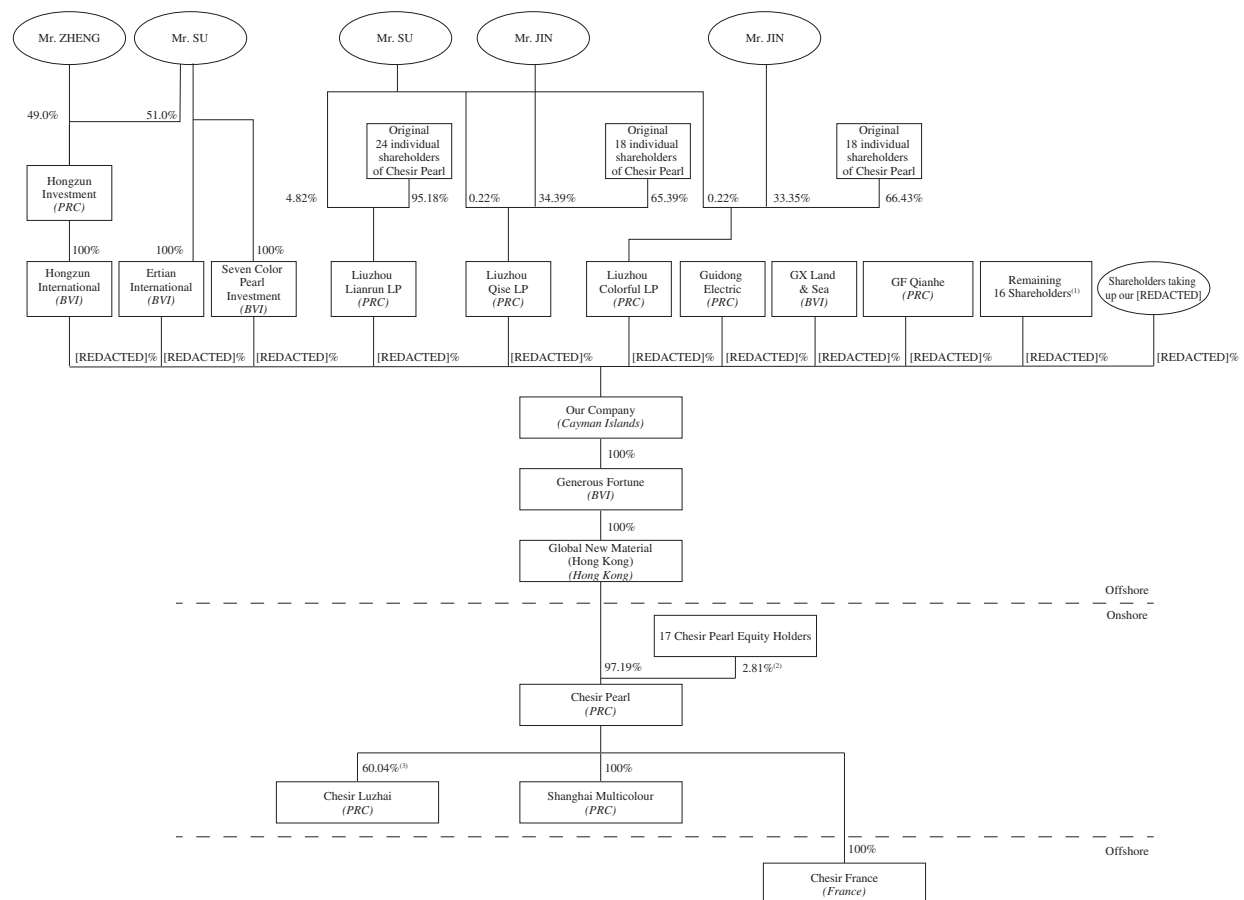 Mr. ZHENG
Mr. SU
Mr. SU
Mr. JIN
Mr. JIN
49.0%
51.0%
Original
24 individual
shareholders
of Chesir Pearl
Original
18 individual
shareholders
of Chesir Pearl
Original
18 individual
shareholders
of Chesir Pearl
Hongzun
Investment
(PRC)
4.82%
95.18%
0.22%
34.39%
65.39%
0.22%
33.35%
66.43%
100%
100%
100%
Hongzun
International
(BVI)
Ertian
International
(BVI)
Seven Color
Pearl
Investment
(BVI)
Liuzhou
Lianrun LP
(PRC)
Liuzhou
Qise LP
(PRC)
Liuzhou
Colorful LP
(PRC)
Guidong
Electric
(PRC)
GX Land
& Sea
(BVI)
GF Qianhe
(PRC)
Remaining
16 Shareholders(1)
Shareholders taking
up our [REDACTED]
[REDACTED]%
[REDACTED]%
[REDACTED]%
[REDACTED]%
[REDACTED]%
[REDACTED]%
[REDACTED]%
[REDACTED]%
[REDACTED]%
[REDACTED]%
[REDACTED]%
Our Company
(Cayman Islands)
100%
Generous Fortune
(BVI)
100%
Global New Material
(Hong Kong)
(Hong Kong)
Offshore
Onshore
17 Chesir Pearl Equity Holders
97.19%
2.81%(2)
Chesir Pearl
(PRC)
60.04%(3)
100%
Chesir Luzhai
(PRC)
Shanghai Multicolour
(PRC)
100%
Offshore
Chesir France
(France)